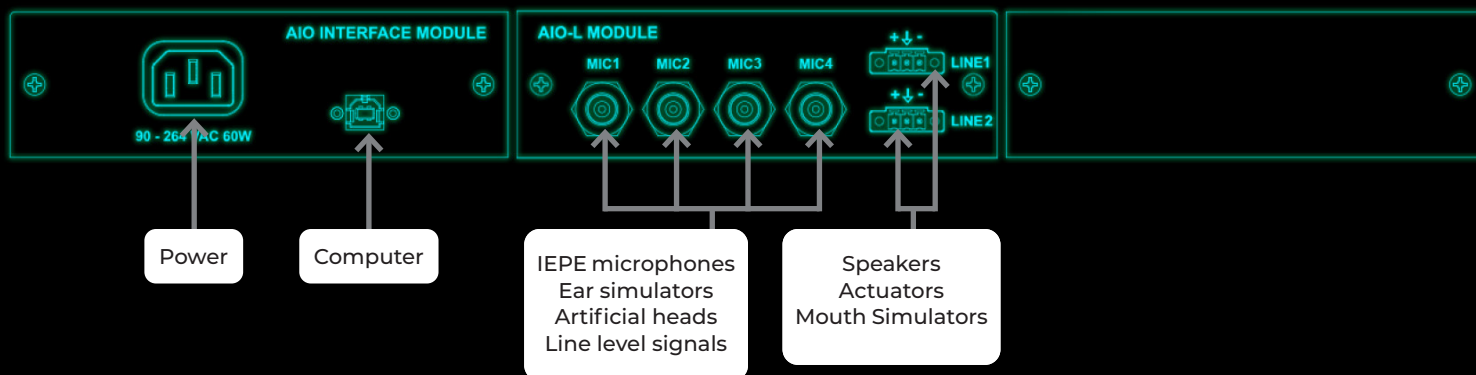 AIO INTERFACE MODULE
90 - 264 VAC 60W
AIO-L MODULE
MIC1 MIC2 MIC3 MIC4
+ ↓ -
LINE1
+ ↓ -
LINE2
Power
Computer
IEPE microphones
Ear simulators
Artificial heads
Line level signals
Speakers
Actuators
Mouth Simulators